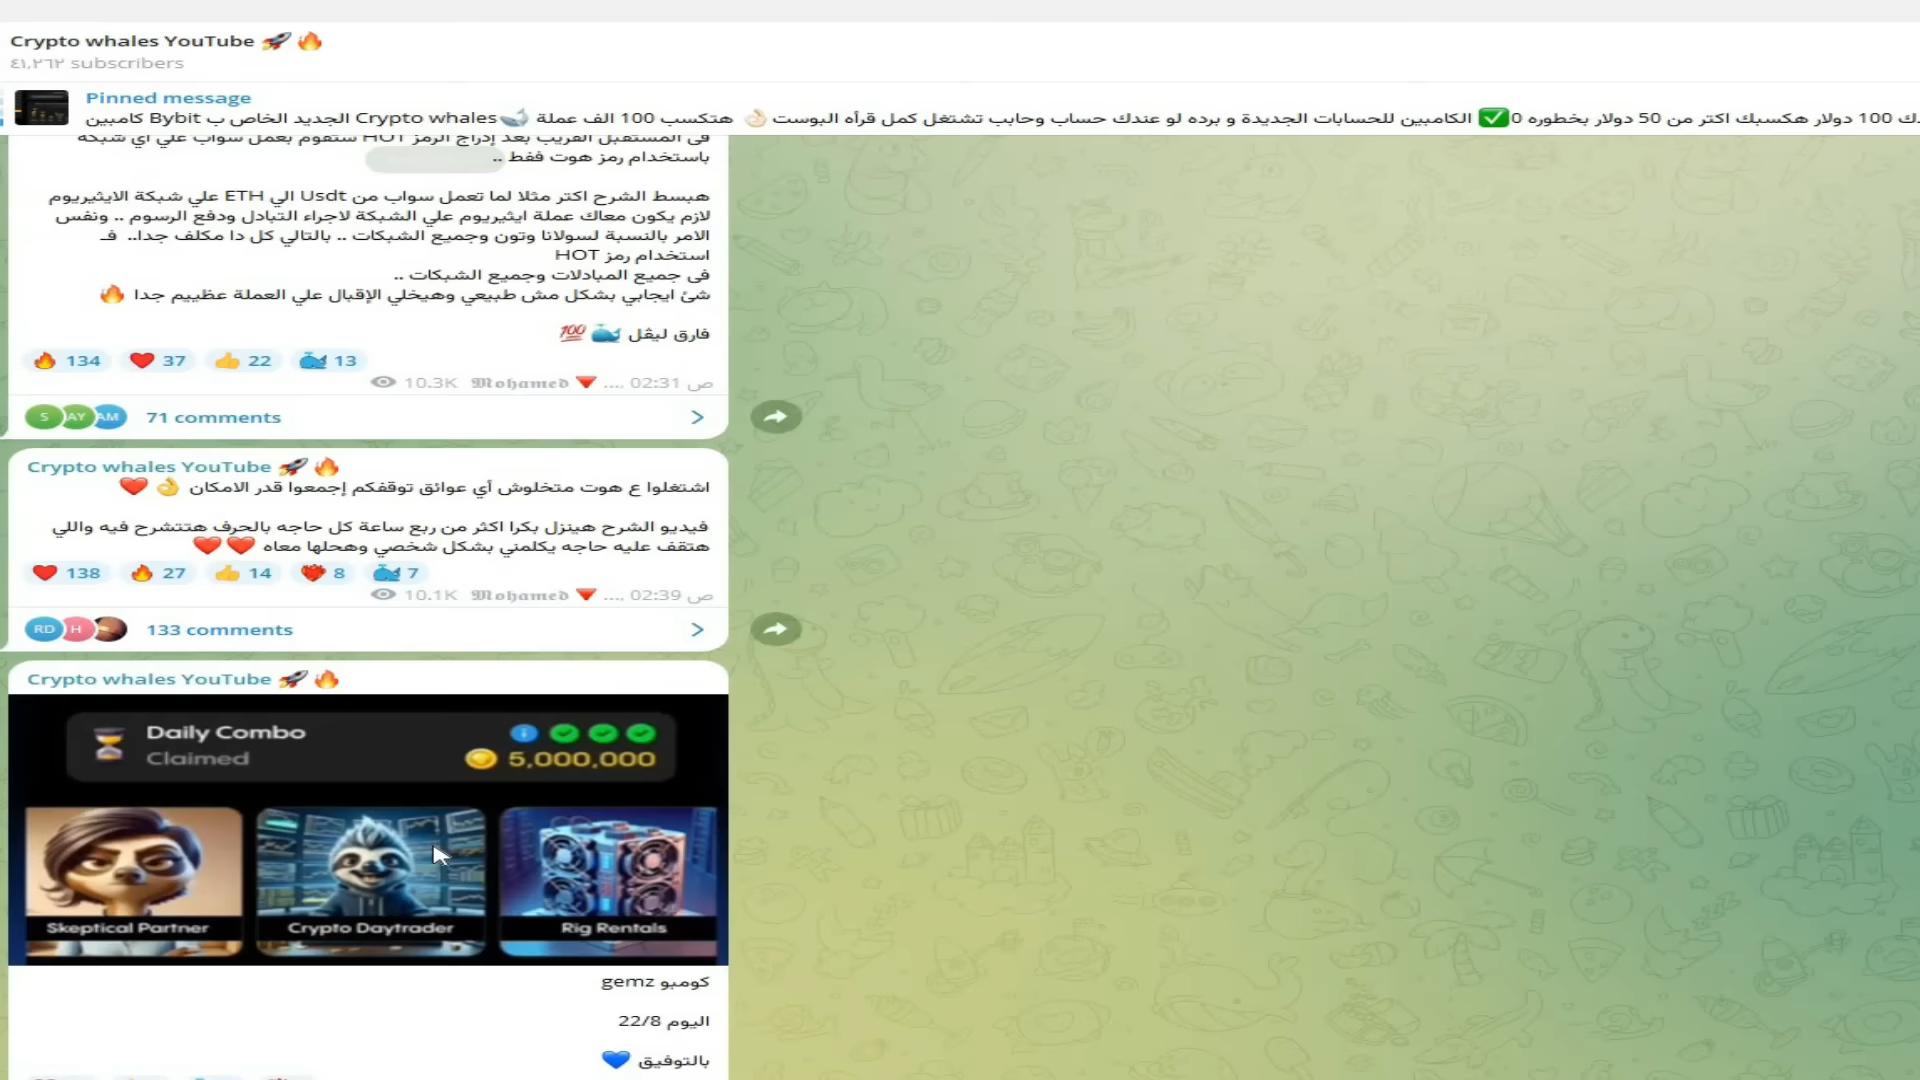 Crypto whales YouTube 🚀 🔥
٤١,٢٦٢ subscribers
Pinned message
كامبين Bybit الجديد الخاص ب Crypto whales🐳 هتكسب 100 الف عملة 👌🏻 الكامبين للحسابات الجديدة و برده لو عندك حساب وحابب تشتغل كمل قرأه البوست ✅0 دولار هكسبك اكتر من 50 دولار بخطوره 100
فى المستقبل القريب بعد إدراج الرمز HOT سنقوم بعمل سواب علي اي شبكة
باستخدام رمز هوت فقط ..
هبسط الشرح اكتر مثلا لما تعمل سواب من Usdt الي ETH علي شبكة الايثيريوم
لازم يكون معاك عملة ايثيريوم علي الشبكة لاجراء التبادل ودفع الرسوم .. ونفس
الامر بالنسبة لسولانا وتون وجميع الشبكات .. بالتالي كل دا مكلف جدا.. فـ
استخدام رمز HOT
فى جميع المبادلات وجميع الشبكات ..
شئ ايجابي بشكل مش طبيعي وهيخلي الإقبال علي العملة عظييم جدا 🔥
فارق ليڤل 🐳 💯
🔥 134 ❤️ 37 👍 22 🐳 13
10.3K 𝕸𝖔𝖍𝖆𝖒𝖊𝖉 🔻 ...., 02:31 ص
S AY AM 71 comments
Crypto whales YouTube 🚀 🔥
اشتغلوا ع هوت متخلوش أي عوائق توقفكم إجمعوا قدر الامكان 👌 ❤️
فيديو الشرح هينزل بكرا اكثر من ربع ساعة كل حاجه بالحرف هتتشرح فيه واللي
هتقف عليه حاجه يكلمني بشكل شخصي وهحلها معاه ❤️ ❤️
❤️ 138 🔥 27 👍 14 ❤️‍🔥 8 🐳 7
10.1K 𝕸𝖔𝖍𝖆𝖒𝖊𝖉 🔻 ...., 02:39 ص
RD H 133 comments
Crypto whales YouTube 🚀 🔥
Daily Combo
Claimed
5,000,000
Skeptical Partner
Crypto Daytrader
Rig Rentals
كومبو gemz
اليوم 22/8
بالتوفيق 💙